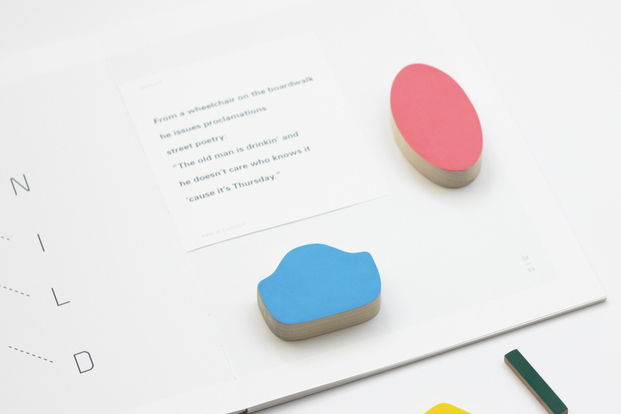 From a wheelchair on the boardwalk
he issues proclamations
street poetry:
"The old man is drinkin' and
he doesn't care who knows it
'cause it's Thursday."
N
I
L
D